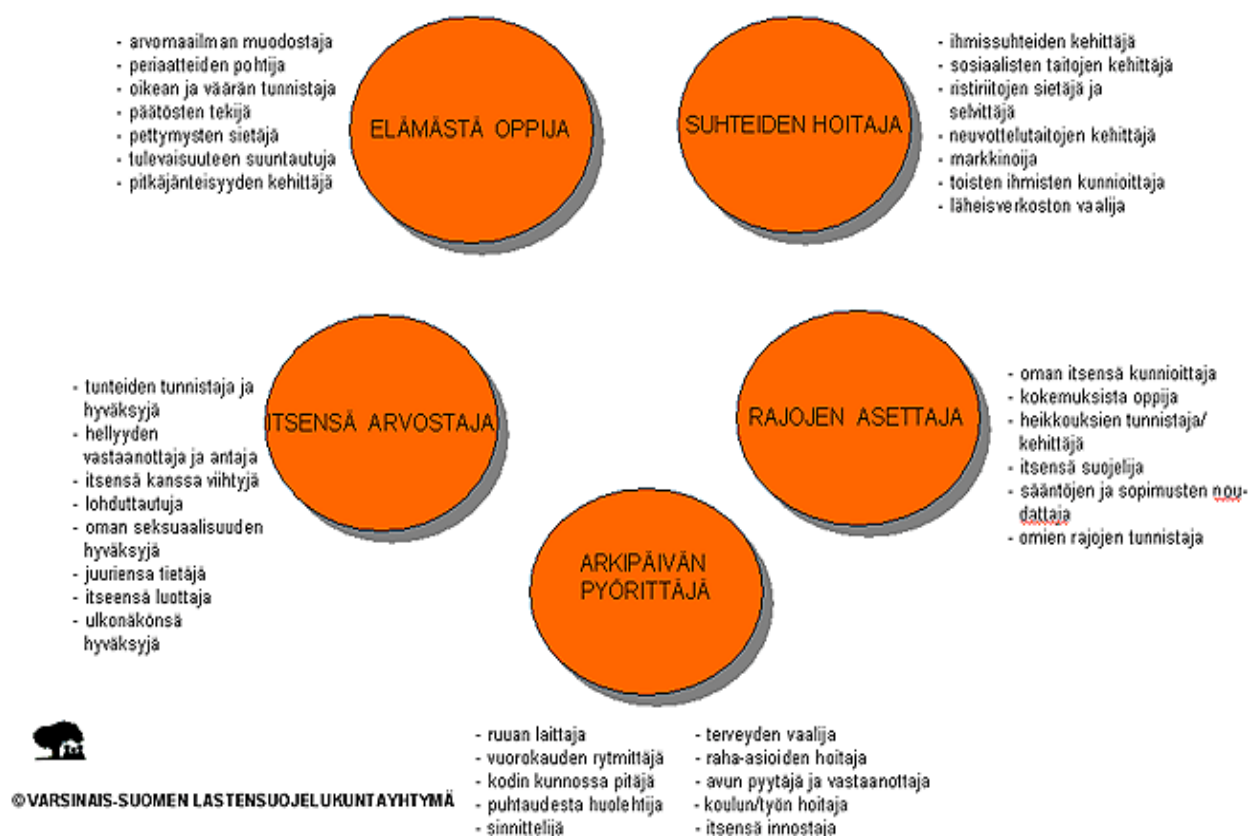 - arvomaailman muodostaja
- periaatteiden pohtija
- oikean ja väärän tunnistaja
- päätösten tekijä
- pettymysten sietäjä
- tulevaisuuteen suuntautuja
- pitkäjänteisyyden kehittäjä
ELÄMÄSTÄ OPPIJA
SUHTEIDEN HOITAJA
- ihmissuhteiden kehittäjä
- sosiaalisten taitojen kehittäjä
- ristiriitojen sietäjä ja
selvittäjä
- neuvottelutaitojen kehittäjä
- markkinoija
- toisten ihmisten kunnioittaja
- läheisverkoston vaalija
- tunteiden tunnistaja ja
hyväksyjä
- hellyyden
vastaanottaja ja antaja
- itsensä kanssa viihtyjä
- lohduttautuja
- oman seksuaalisuuden
hyväksyjä
- juuriensa tietäjä
- itseensä luottaja
- ulkonäkönsä
hyväksyjä
ITSENSÄ ARVOSTAJA
RAJOJEN ASETTAJA
- oman itsensä kunnioittaja
- kokemuksista oppija
- heikkouksien tunnistaja/
kehittäjä
- itsensä suojelija
- sääntöjen ja sopimusten nou-
dattaja
- omien rajojen tunnistaja
ARKIPÄIVÄN
PYÖRITTÄJÄ
- ruuan laittaja
- vuorokauden rytmittäjä
- kodin kunnossa pitäjä
- puhtaudesta huolehtija
- sinnittelijä
- terveyden vaalija
- raha-asioiden hoitaja
- avun pyytäjä ja vastaanottaja
- koulun/työn hoitaja
- itsensä innostaja
© VARSINAIS-SUOMEN LASTENSUOJELUKUNTAYHTYMÄ